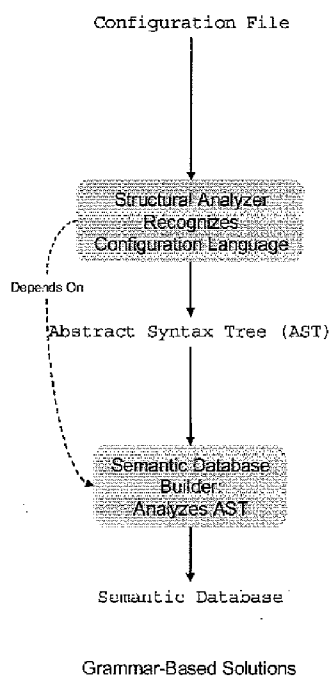 Configuration File
Structural Analyzer
Recognizes
Configuration Language
Depends On
Abstract Syntax Tree (AST)
Semantic Database
Builder:
Analyzes AST
Semantic Database
Grammar-Based Solutions